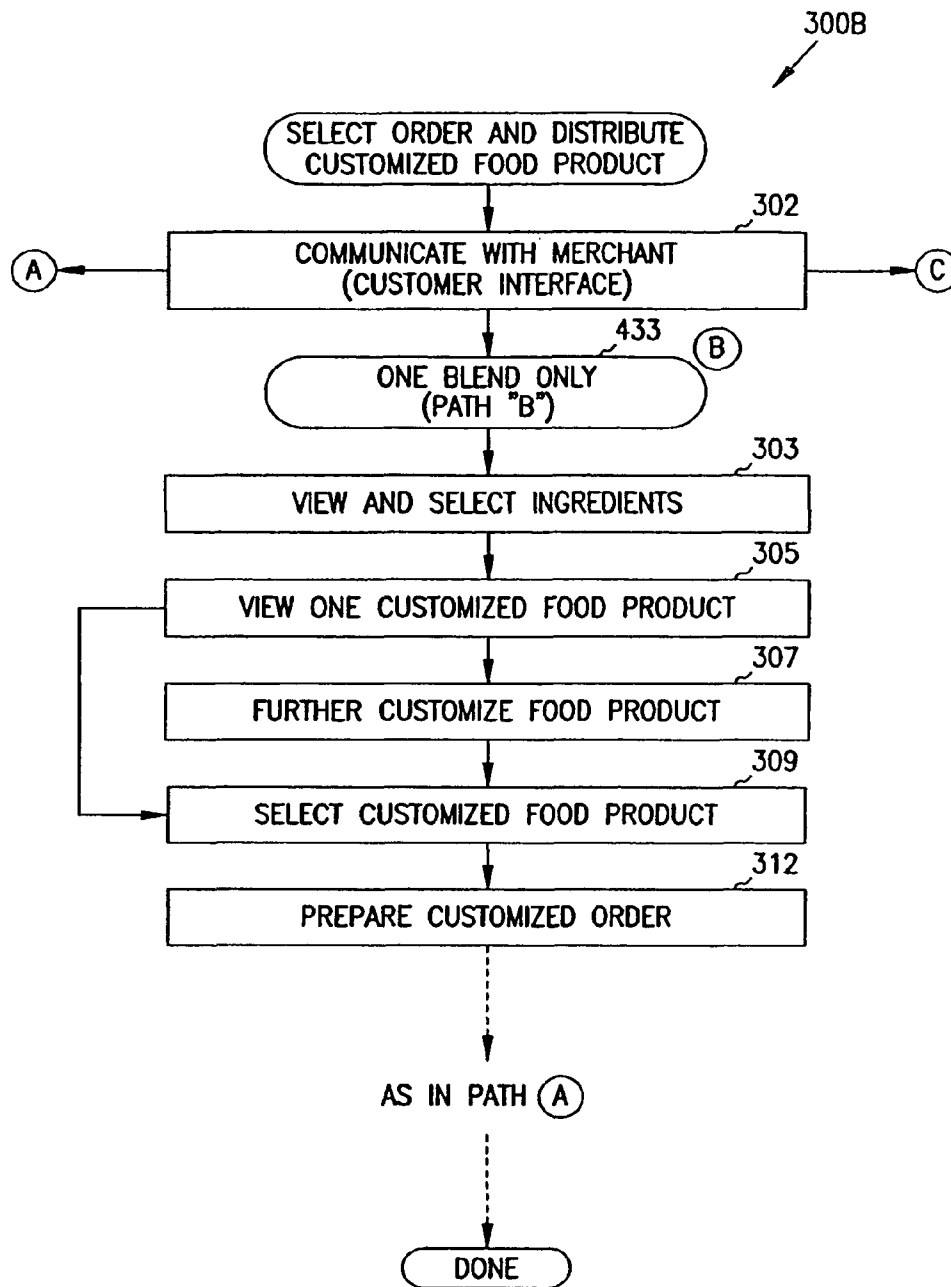 300B
SELECT ORDER AND DISTRIBUTE
CUSTOMIZED FOOD PRODUCT
302
COMMUNICATE WITH MERCHANT
(CUSTOMER INTERFACE)
A
C
433
B
ONE BLEND ONLY
(PATH "B")
303
VIEW AND SELECT INGREDIENTS
305
VIEW ONE CUSTOMIZED FOOD PRODUCT
307
FURTHER CUSTOMIZE FOOD PRODUCT
309
SELECT CUSTOMIZED FOOD PRODUCT
312
PREPARE CUSTOMIZED ORDER
AS IN PATH A
DONE